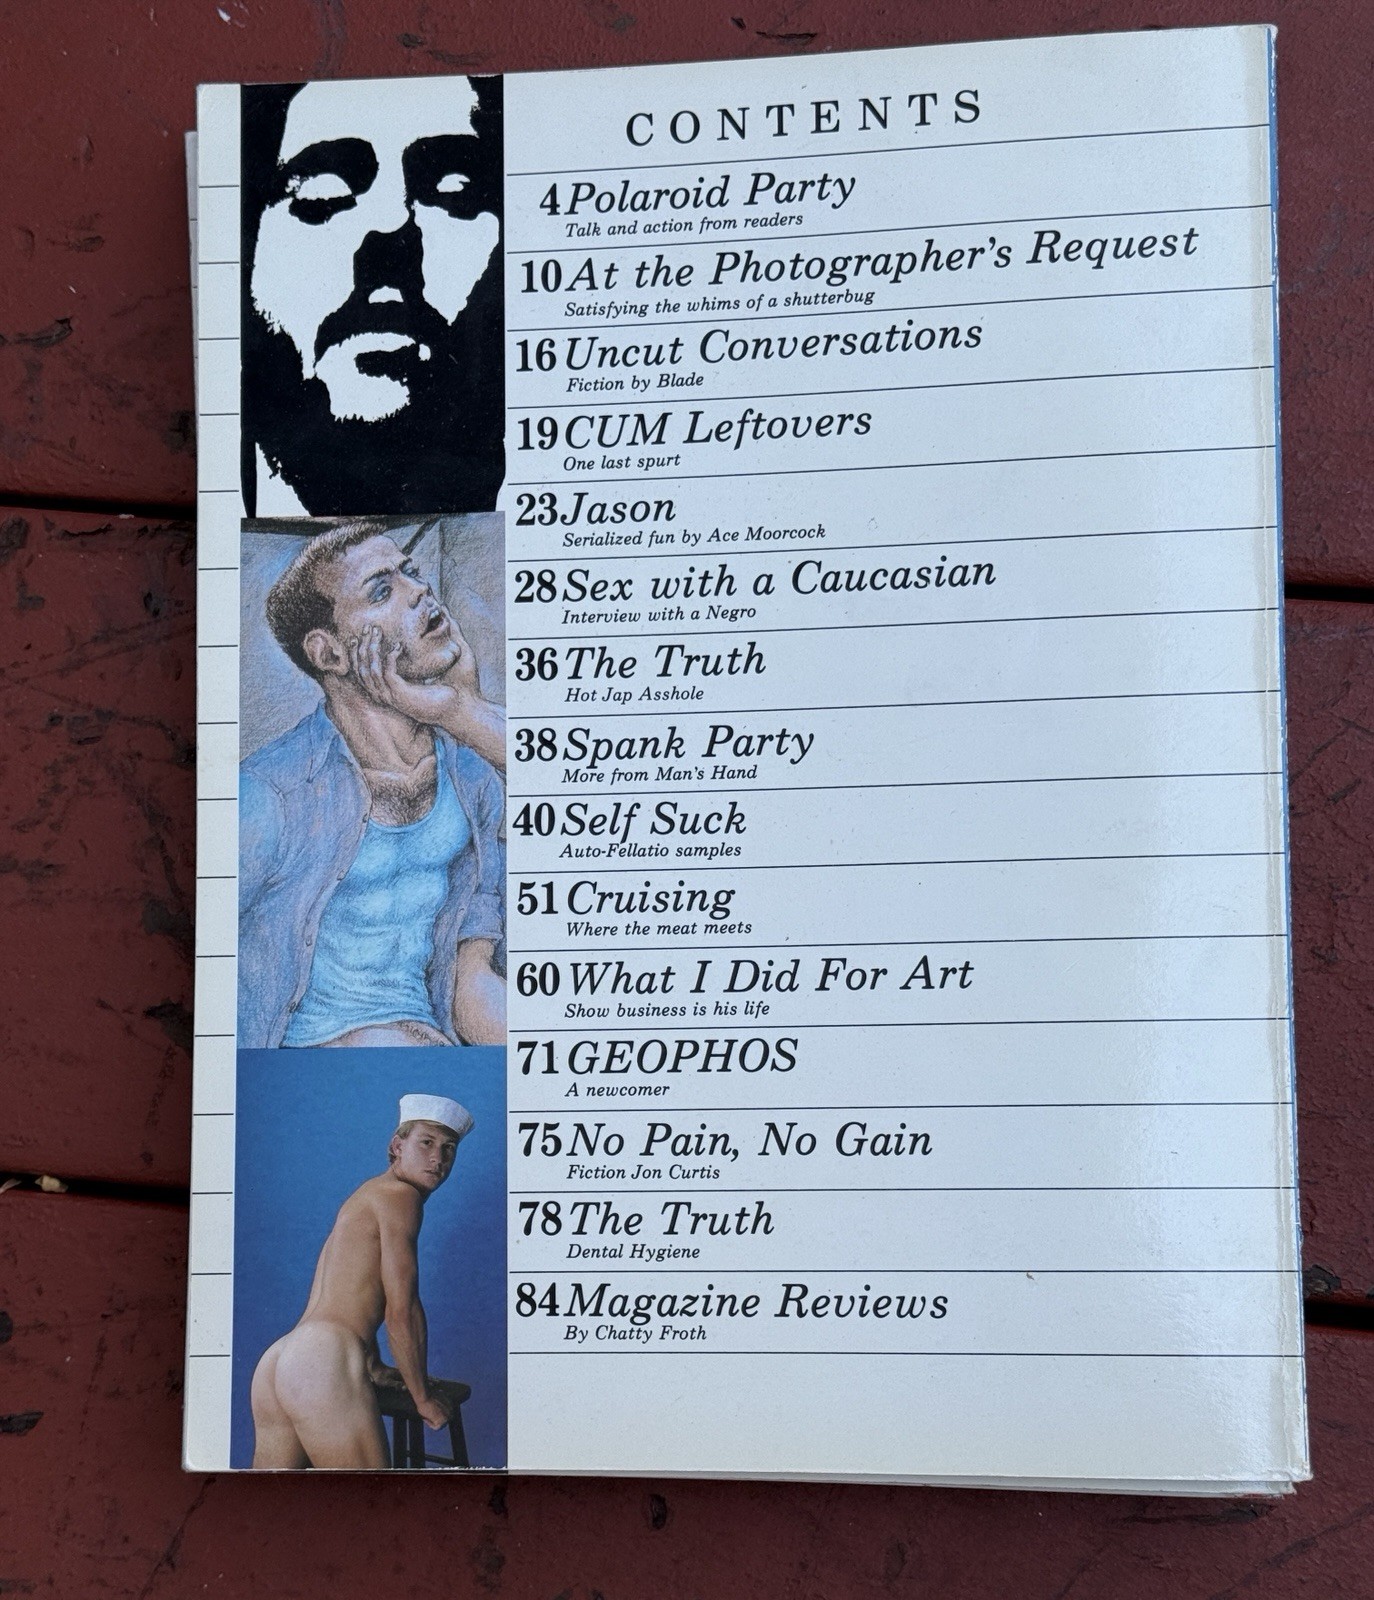 CONTENTS
4 Polaroid Party
Talk and action from readers
10 At the Photographer's Request
Satisfying the whims of a shutterbug
16 Uncut Conversations
Fiction by Blade
19 CUM Leftovers
One last spurt
23 Jason
Serialized fun by Ace Moorcock
28 Sex with a Caucasian
Interview with a Negro
36 The Truth
Hot Jap Asshole
38 Spank Party
More from Man's Hand
40 Self Suck
Auto-Fellatio samples
51 Cruising
Where the meat meets
60 What I Did For Art
Show business is his life
71 GEOPHOS
A newcomer
75 No Pain, No Gain
Fiction Jon Curtis
78 The Truth
Dental Hygiene
84 Magazine Reviews
By Chatty Froth